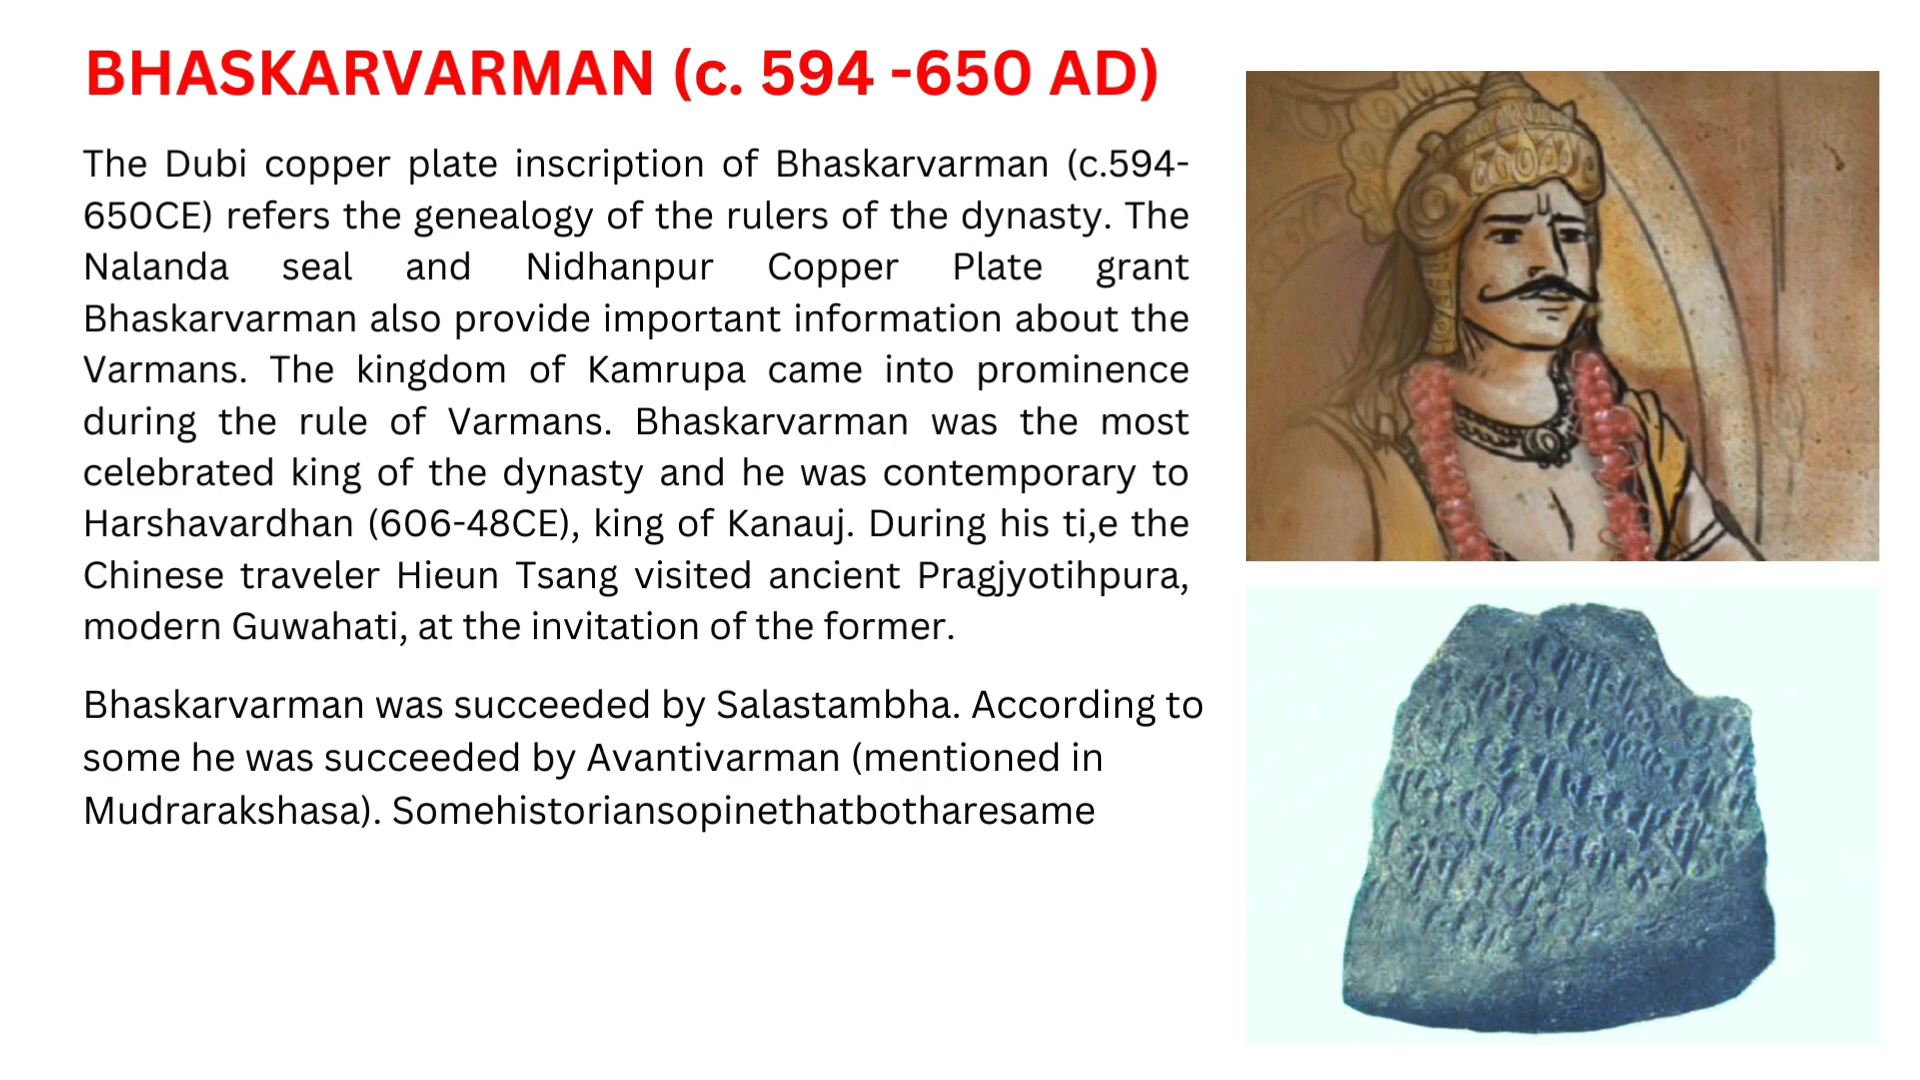 BHASKARVARMAN (c. 594 -650 AD)
The Dubi copper plate inscription of Bhaskarvarman (c.594-
650CE) refers the genealogy of the rulers of the dynasty. The
Nalanda seal and Nidhanpur Copper Plate grant
Bhaskarvarman also provide important information about the
Varmans. The kingdom of Kamrupa came into prominence
during the rule of Varmans. Bhaskarvarman was the most
celebrated king of the dynasty and he was contemporary to
Harshavardhan (606-48CE), king of Kanauj. During his ti,e the
Chinese traveler Hieun Tsang visited ancient Pragjyotihpura,
modern Guwahati, at the invitation of the former.
Bhaskarvarman was succeeded by Salastambha. According to
some he was succeeded by Avantivarman (mentioned in
Mudrarakshasa). Somehistoriansopinethatbotharesame